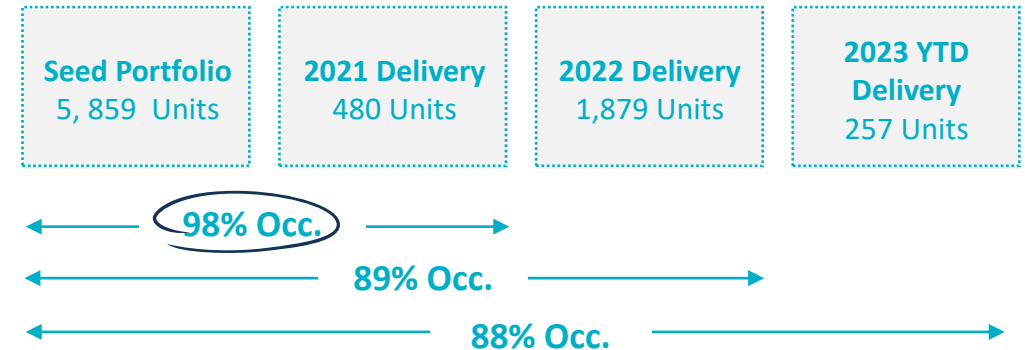 Seed Portfolio
5, 859 Units
2021 Delivery
480 Units
2022 Delivery
1,879 Units
2023 YTD
Delivery
257 Units
98% Occ.
89% Occ.
88% Occ.